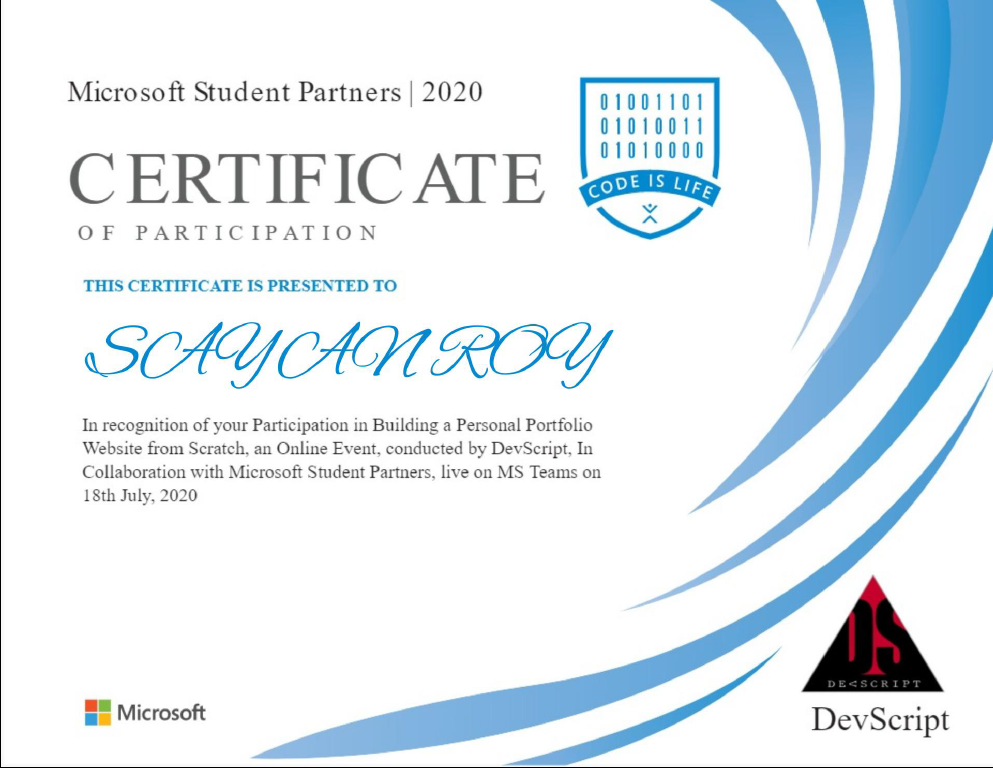 Microsoft Student Partners | 2020
01001101
01010011
01010000
CODE IS LIFE
CERTIFICATE
OF PARTICIPATION
THIS CERTIFICATE IS PRESENTED TO
SAYCANROY
In recognition of your Participation in Building a Personal Portfolio
Website from Scratch, an Online Event, conducted by DevScript, In
Collaboration with Microsoft Student Partners, live on MS Teams on
18th July, 2020
Microsoft
DS
DE<SCRIPT
DevScript